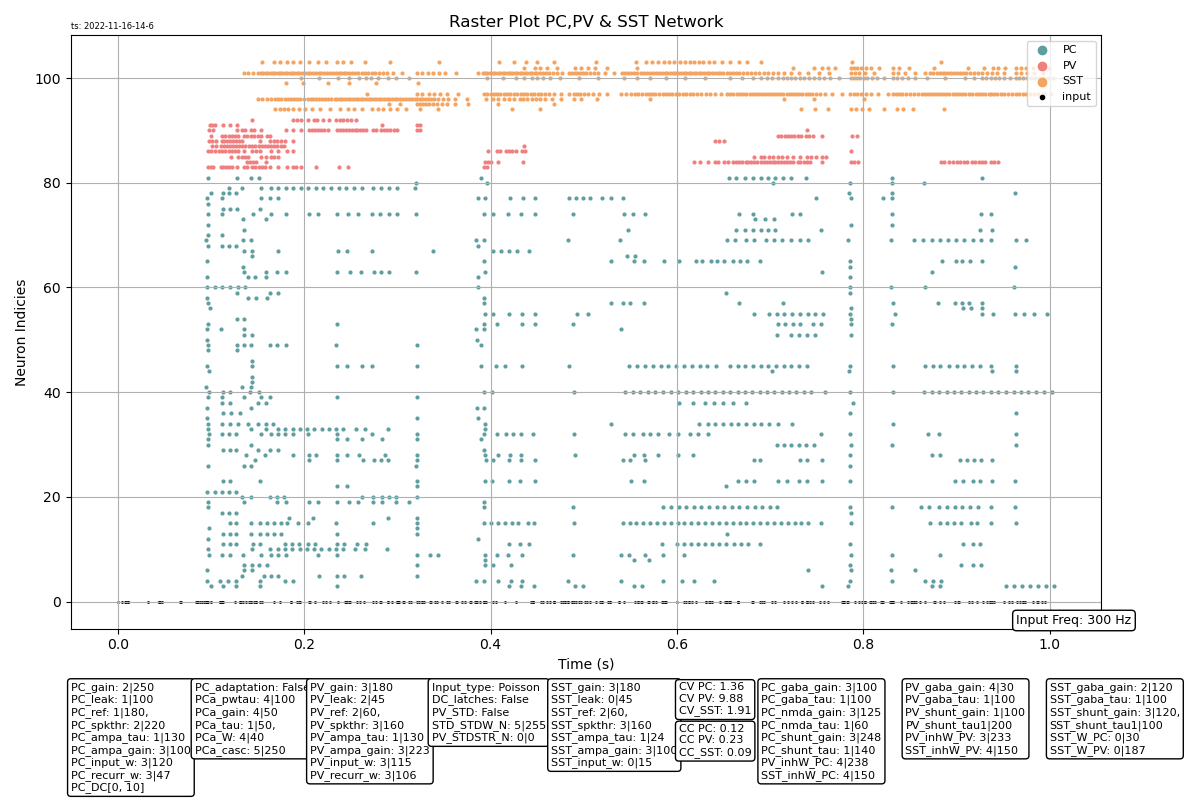 ts: 2022-11-16-14-6
Raster Plot PC,PV & SST Network
PC
PV
SST
input
100
80
60
40
20
0
Neuron Indicies
0.0
0.2
0.4
0.6
0.8
1.0
Time (s)
Input Freq: 300 Hz
PC_gain: 2|250
PC_leak: 1|100
PC_ref: 1|180,
PC_spkthr: 2|220
PC_ampa_tau: 1|130
PC_ampa_gain: 3|100
PC_input_w: 3|120
PC_recurr_w: 3|47
PC_DC[0, 10]
PC_adaptation: False
PCa_pwtau: 4|100
PCa_gain: 4|50
PCa_tau: 1|50,
PCa_W: 4|40
PCa_casc: 5|250
PV_gain: 3|180
PV_leak: 2|45
PV_ref: 2|60,
PV_spkthr: 3|160
PV_ampa_tau: 1|130
PV_ampa_gain: 3|223
PV_input_w: 3|115
PV_recurr_w: 3|106
Input_type: Poisson
DC_latches: False
PV_STD: False
STD_STDW_N: 5|255
PV_STDSTR_N: 0|0
SST_gain: 3|180
SST_leak: 0|45
SST_ref: 2|60,
SST_spkthr: 3|160
SST_ampa_tau: 1|24
SST_ampa_gain: 3|100
SST_input_w: 0|15
CV PC: 1.36
CV PV: 9.88
CV_SST: 1.91
CC PC: 0.12
CC PV: 0.23
CC_SST: 0.09
PC_gaba_gain: 3|100
PC_gaba_tau: 1|100
PC_nmda_gain: 3|125
PC_nmda_tau: 1|60
PC_shunt_gain: 3|248
PC_shunt_tau: 1|140
PV_inhW_PC: 4|238
SST_inhW_PC: 4|150
PV_gaba_gain: 4|30
PV_gaba_tau: 1|100
PV_shunt_gain: 1|100
PV_shunt_tau1|200
PV_inhW_PV: 3|233
SST_inhW_PV: 4|150
SST_gaba_gain: 2|120
SST_gaba_tau: 1|100
SST_shunt_gain: 3|120,
SST_shunt_tau1|100
SST_W_PC: 0|30
SST_W_PV: 0|187